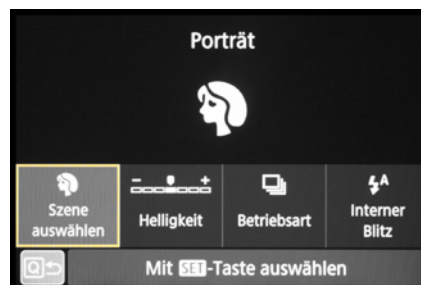 Porträt
- +
Szene
auswählen
Helligkeit
Betriebsart
A
Interner
Blitz
Q
Mit SET-Taste auswählen